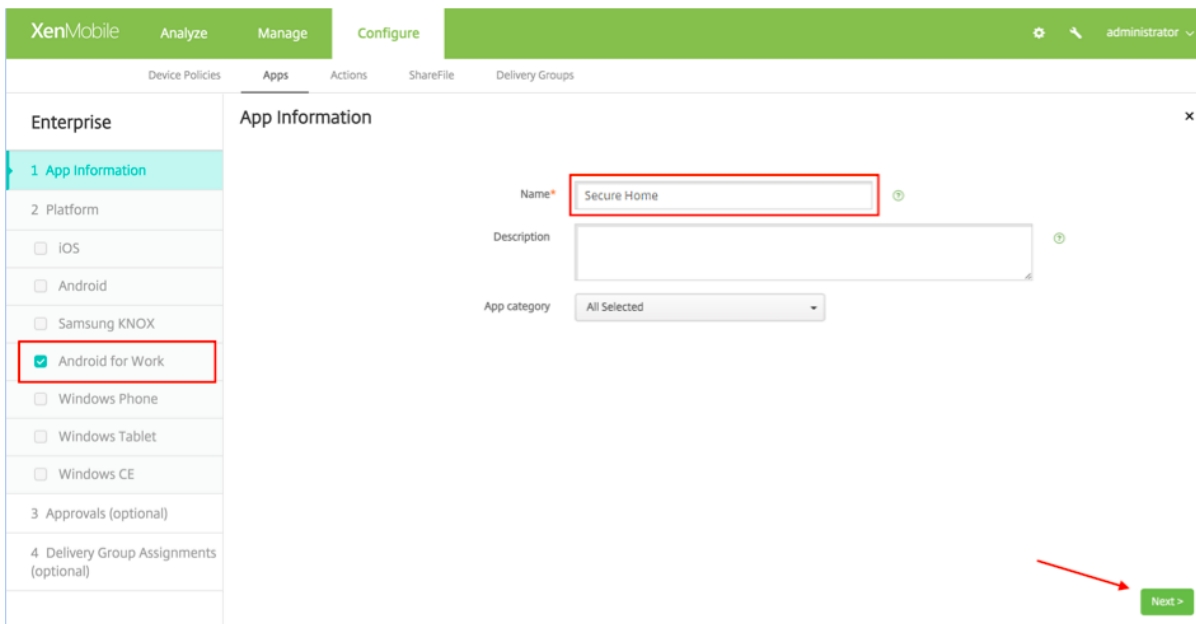 XenMobile Analyze Manage Configure administrator
Device Policies Apps Actions ShareFile Delivery Groups
Enterprise
1 App Information
2 Platform
iOS
Android
Samsung KNOX
Android for Work
Windows Phone
Windows Tablet
Windows CE
3 Approvals (optional)
4 Delivery Group Assignments
(optional)
App Information
Name* Secure Home
Description
App category All Selected
Next >